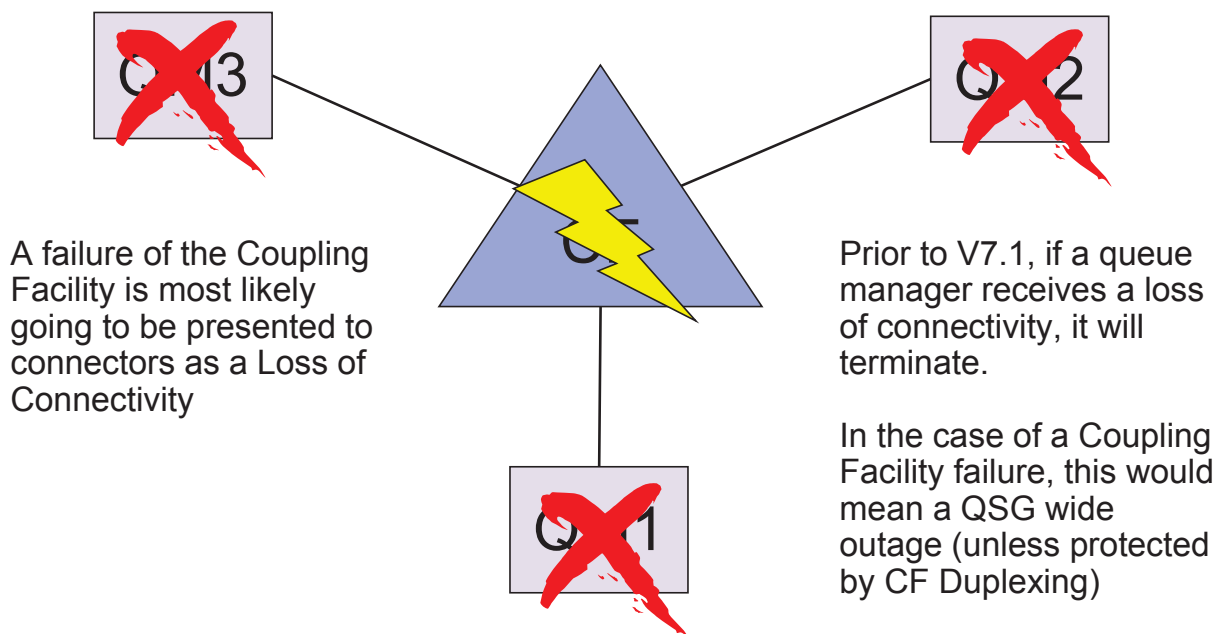 A failure of the Coupling
Facility is most likely
going to be presented to
connectors as a Loss of
Connectivity
Prior to V7.1, if a queue
manager receives a loss
of connectivity, it will
terminate.
In the case of a Coupling
Facility failure, this would
mean a QSG wide
outage (unless protected
by CF Duplexing)